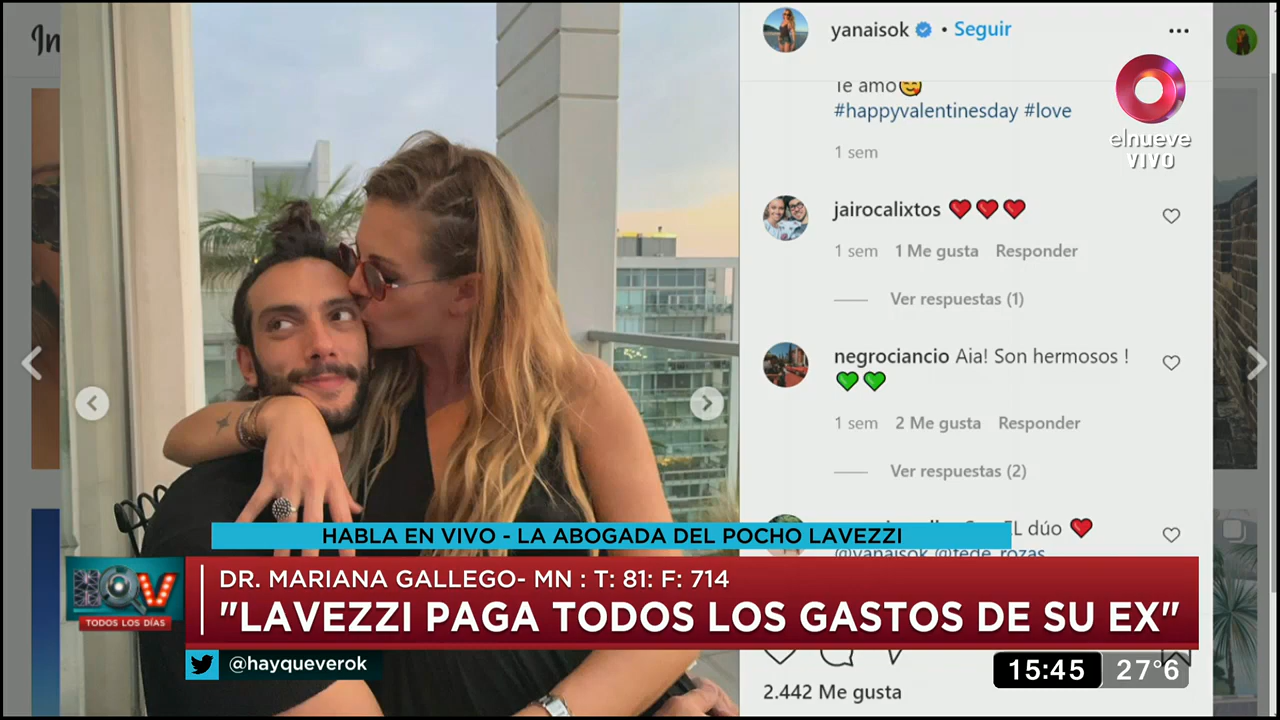 In
yanaisok • Seguir
Te amo
#happyvalentinesday #love
1 sem
elnueve
VIVO
jairocalixtos
1 sem 1 Me gusta Responder
Ver respuestas (1)
negrociancio Aia! Son hermosos !
1 sem 2 Me gusta Responder
Ver respuestas (2)
EL dúo
@yanaisok @fede_rozas
HABLA EN VIVO - LA ABOGADA DEL POCHO LAVEZZI
DR. MARIANA GALLEGO- MN : T: 81: F: 714
"LAVEZZI PAGA TODOS LOS GASTOS DE SU EX"
HQV
TODOS LOS DÍAS
@hayqueverok
15:45 27°6
2.442 Me gusta